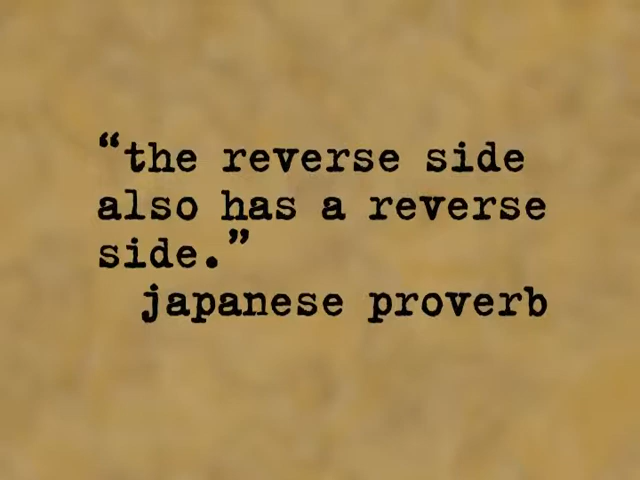 “the reverse side
also has a reverse
side.”
japanese proverb